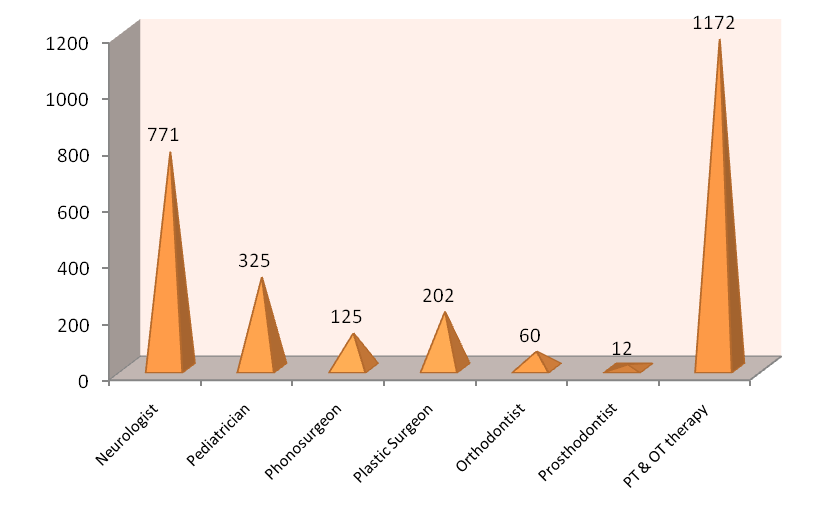 1200
1000
800
600
400
200
0
771
325
125
202
60
12
1172
Neurologist
Pediatrician
Phonosurgeon
Plastic Surgeon
Orthodontist
Prosthodontist
PT & OT therapy